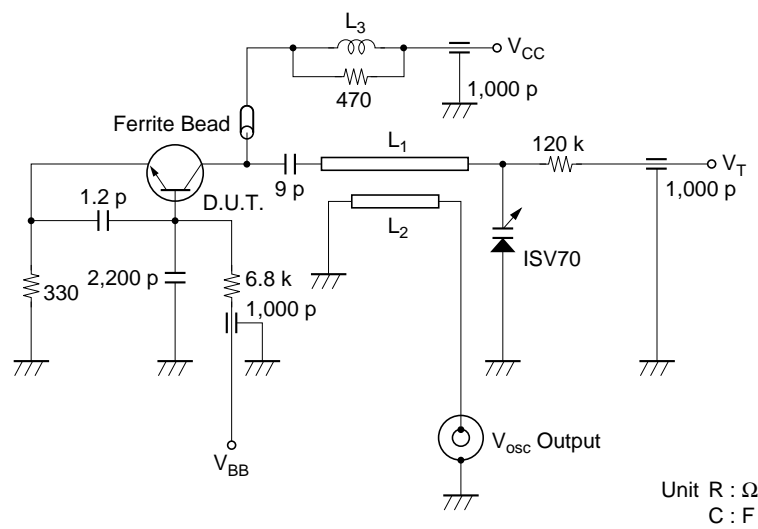 L3
VCC
470
1,000 p
Ferrite Bead
L1
120 k
VT
9 p
1,000 p
1.2 p
D.U.T.
L2
ISV70
330
2,200 p
6.8 k
1,000 p
Vosc Output
VBB
Unit R : Ω
C : F